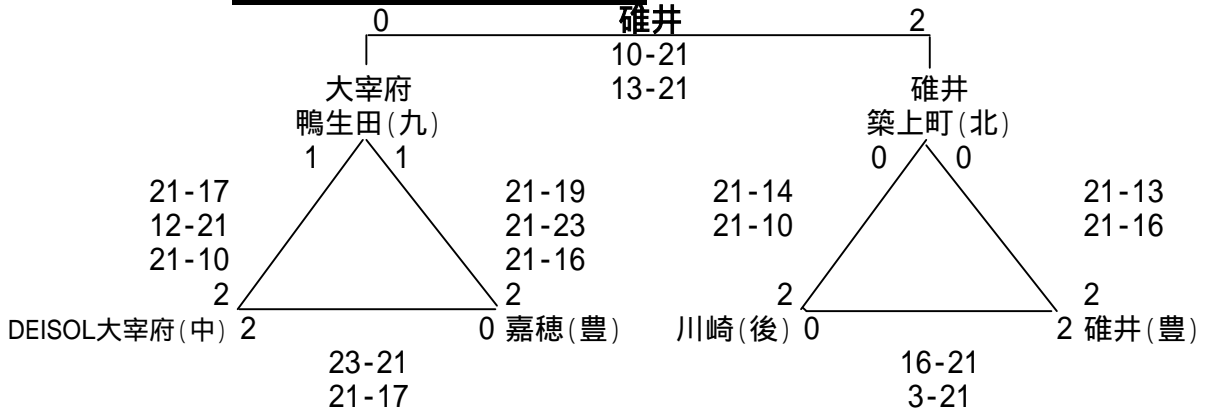 0 碓井 2
10-21
13-21
大宰府 碓井
鴨生田(九) 築上町(北)
1 1 0 0
21-17 21-19 21-14 21-13
12-21 21-23 21-10 21-16
21-10 21-16
2 2 2 2
DEISOL大宰府(中) 2 0 嘉穂(豊) 川崎(後) 0 2 碓井(豊)
23-21 16-21
21-17 3-21